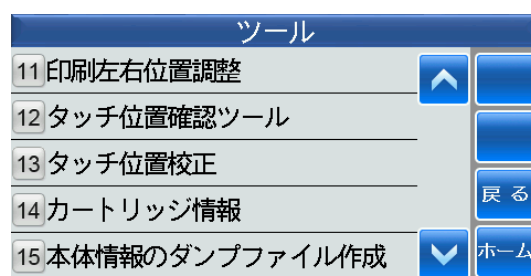 ツール
11 印刷左右位置調整
12 タッチ位置確認ツール
13 タッチ位置校正
14 カートリッジ情報
15 本体情報のダンプファイル作成
戻る
ホーム